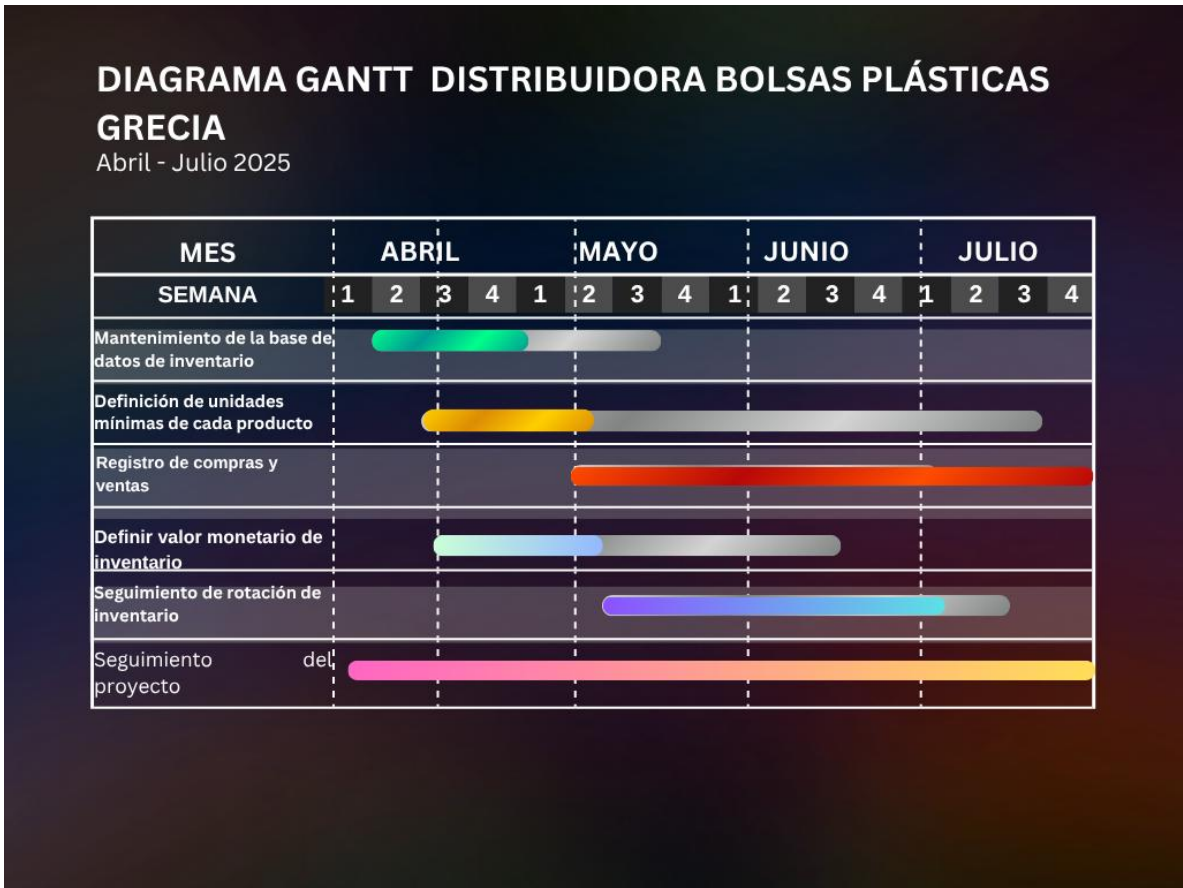 DIAGRAMA GANTT DISTRIBUIDORA BOLSAS PLÁSTICAS
GRECIA
Abril - Julio 2025
MES ABRIL MAYO JUNIO JULIO
SEMANA 1 2 3 4 1 2 3 4 1 2 3 4 1 2 3 4
Mantenimiento de la base de
datos de inventario
Definición de unidades
mínimas de cada producto
Registro de compras y
ventas
Definir valor monetario de
inventario
Seguimiento de rotación de
inventario
Seguimiento del
proyecto